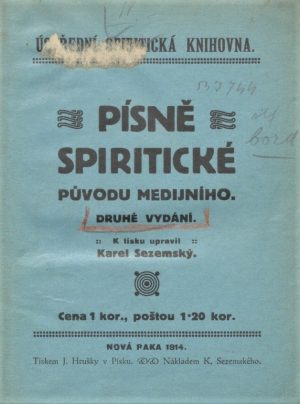 ÚSTŘEDNÍ SPIRITICKÁ KNIHOVNA.
PÍSNĚ
SPIRITICKÉ
PŮVODU MEDIJNÍHO.
DRUHÉ VYDÁNÍ.
:: K tisku upravil ::
Karel Sezemský.
Cena 1 kor., poštou 1·20 kor.
NOVÁ PAKA 1914.
Tiskem J. Hrušky v Písku. Nákladem K. Sezemského.